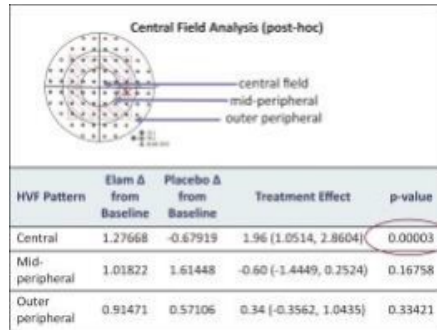 Central Field Analysis (post-hoc)
central field
mid-peripheral
outer peripheral
HVF Pattern Elam Δ from Baseline Placebo Δ from Baseline Treatment Effect p-value
Central 1.27668 -0.67919 1.96 (1.0514, 2.8604) 0.00003
Mid-peripheral 1.01822 1.61448 -0.60 (-1.4449, 0.2524) 0.16758
Outer peripheral 0.91471 0.57106 0.34 (-0.3562, 1.0435) 0.33421